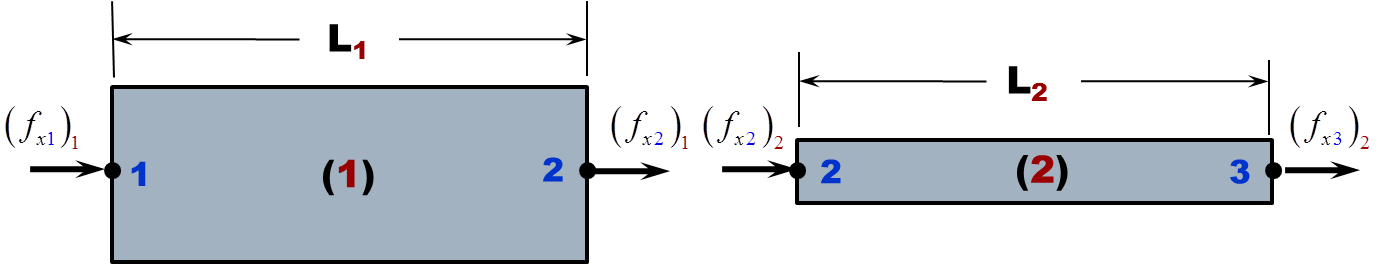 L₁
L₂
(fₓ₁)₁
(fₓ₂)₁
(fₓ₂)₂
(fₓ₃)₂
1
(1)
2
2
(2)
3